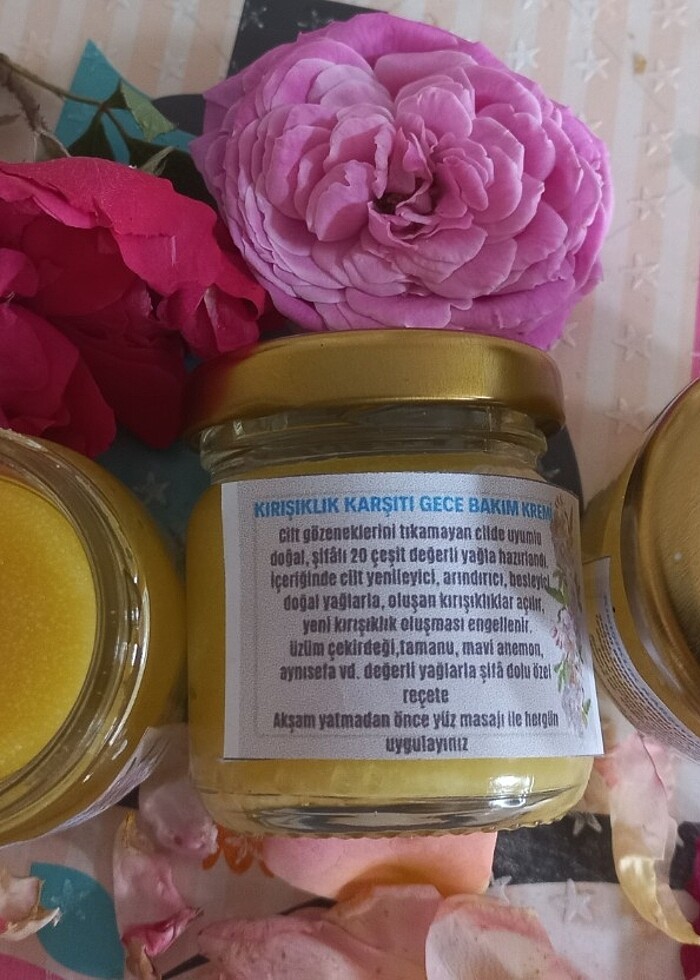 KIRIŞIKLIK KARŞITI GECE BAKIM KREMİ
Cilt gözeneklerini tıkamayan cilde uyumlu
doğal, şifâlı 20 çeşit değerli yağla hazırlandı.
İçeriğinde cilt yenileyici, arındırıcı, besleyici
doğal yağlarla, oluşan kırışıklıklar açılır,
yeni kırışıklık oluşması engellenir.
Üzüm çekirdeği,tamanu, mavi anemon,
aynısefa vd. değerli yağlarla şifâ dolu özel
reçete
Akşam yatmadan önce yüz masajı ile hergün
uygulayınız